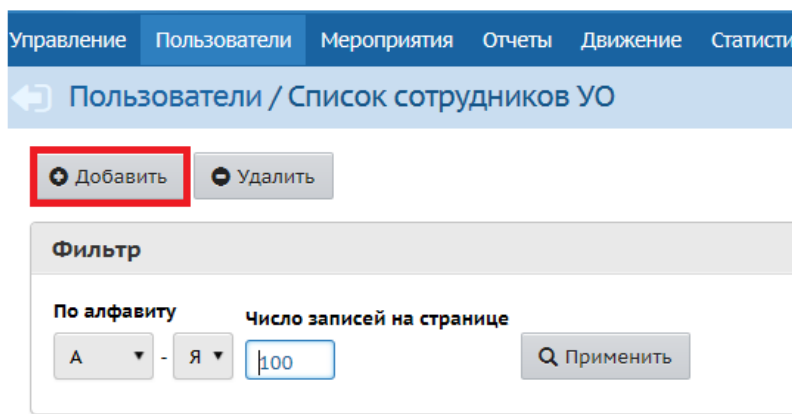 Управление Пользователи Мероприятия Отчеты Движение
Пользователи / Список сотрудников УО
Добавить Удалить
Фильтр
По алфавиту Число записей на странице
А - Я 100 Применить